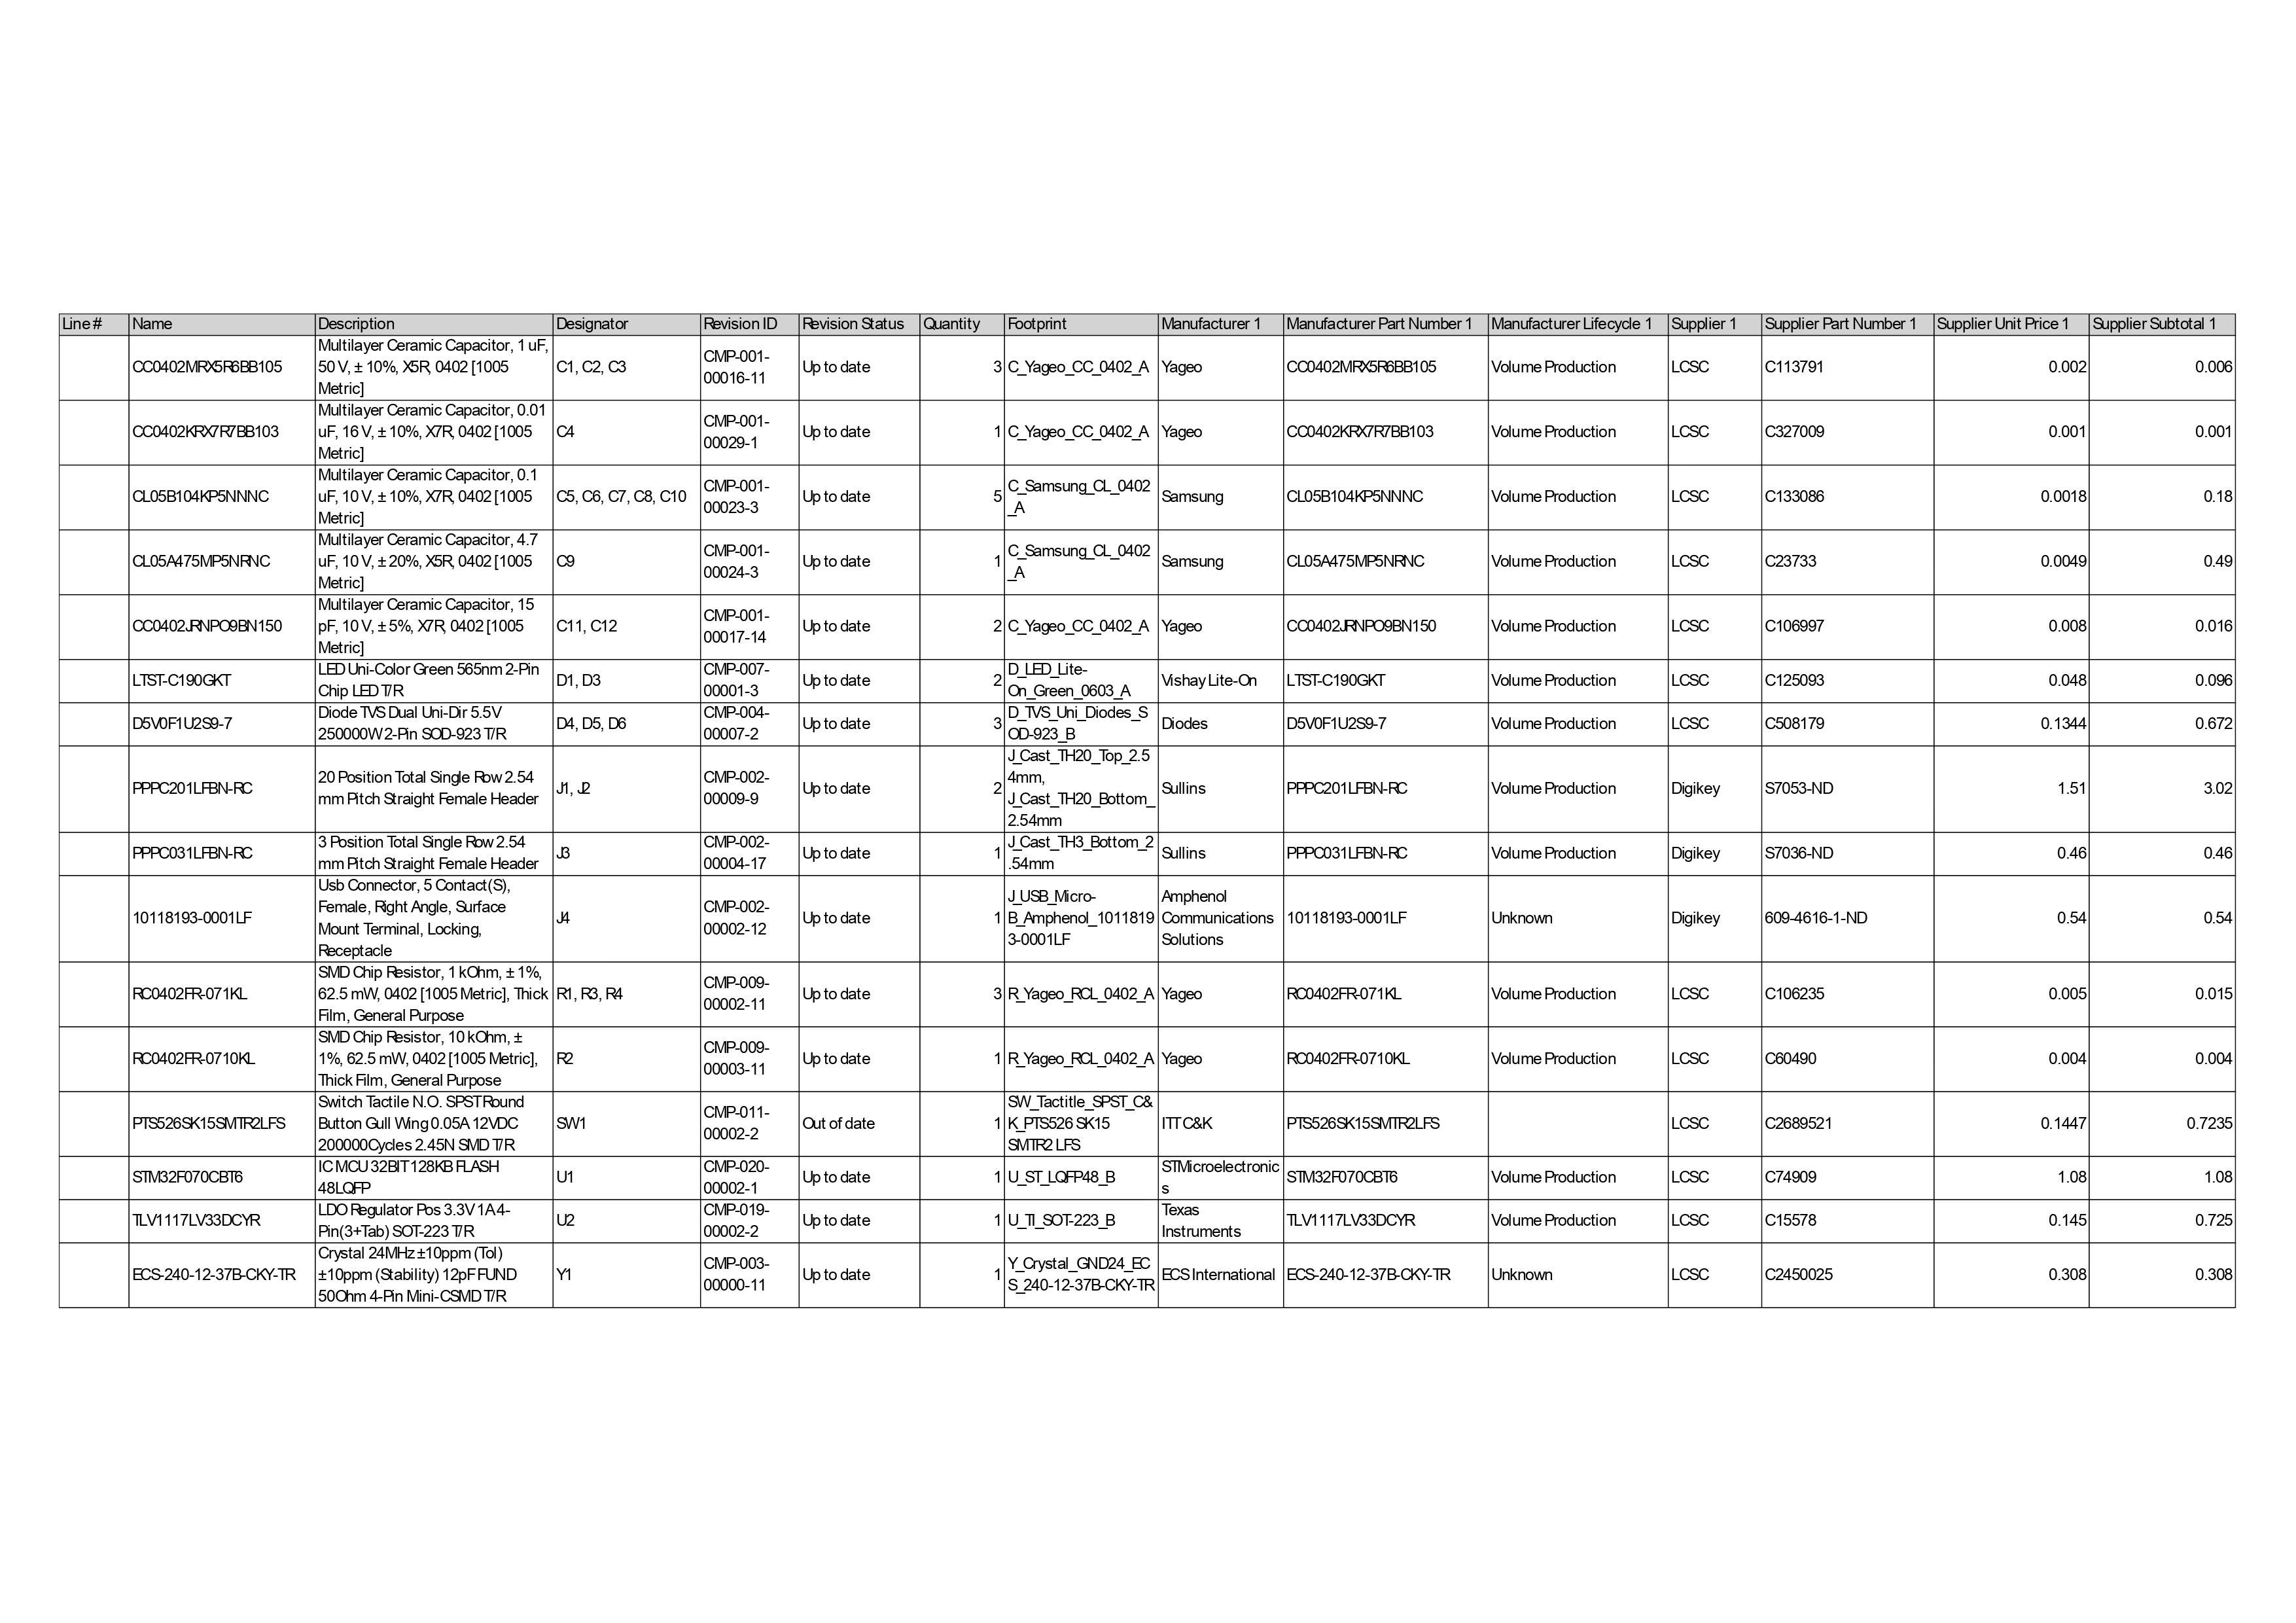 Line # Name Description Designator Revision ID Revision Status Quantity Footprint Manufacturer 1 Manufacturer Part Number 1 Manufacturer Lifecycle 1 Supplier 1 Supplier Part Number 1 Supplier Unit Price 1 Supplier Subtotal 1
CC0402MRX5R6BB105 Multilayer Ceramic Capacitor, 1 uF, 50 V, ± 10%, X5R, 0402 [1005 Metric] C1, C2, C3 CMP-001-00016-11 Up to date 3 C_Yageo_CC_0402_A Yageo CC0402MRX5R6BB105 Volume Production LCSC C113791 0.002 0.006
CC0402KRX7R7BB103 Multilayer Ceramic Capacitor, 0.01 uF, 16 V, ± 10%, X7R, 0402 [1005 Metric] C4 CMP-001-00029-1 Up to date 1 C_Yageo_CC_0402_A Yageo CC0402KRX7R7BB103 Volume Production LCSC C327009 0.001 0.001
CL05B104KP5NNNC Multilayer Ceramic Capacitor, 0.1 uF, 10 V, ± 10%, X7R, 0402 [1005 Metric] C5, C6, C7, C8, C10 CMP-001-00023-3 Up to date 5 C_Samsung_CL_0402_A Samsung CL05B104KP5NNNC Volume Production LCSC C133086 0.0018 0.18
CL05A475MP5NRNC Multilayer Ceramic Capacitor, 4.7 uF, 10 V, ± 20%, X5R, 0402 [1005 Metric] C9 CMP-001-00024-3 Up to date 1 C_Samsung_CL_0402_A Samsung CL05A475MP5NRNC Volume Production LCSC C23733 0.0049 0.49
CC0402JRNPO9BN150 Multilayer Ceramic Capacitor, 15 pF, 10 V, ± 5%, X7R, 0402 [1005 Metric] C11, C12 CMP-001-00017-14 Up to date 2 C_Yageo_CC_0402_A Yageo CC0402JRNPO9BN150 Volume Production LCSC C106997 0.008 0.016
LTST-C190GKT LED Uni-Color Green 565nm 2-Pin Chip LED T/R D1, D3 CMP-007-00001-3 Up to date 2 D_LED_Lite-On_Green_0603_A Vishay Lite-On LTST-C190GKT Volume Production LCSC C125093 0.048 0.096
D5V0F1U2S9-7 Diode TVS Dual Uni-Dir 5.5V 250000W 2-Pin SOD-923 T/R D4, D5, D6 CMP-004-00007-2 Up to date 3 D_TVS_Uni_Diodes_SOD-923_B Diodes D5V0F1U2S9-7 Volume Production LCSC C508179 0.1344 0.672
PPPC201LFBN-RC 20 Position Total Single Row 2.54 mm Pitch Straight Female Header J1, J2 CMP-002-00009-9 Up to date 2 J_Cast_TH20_Top_2.54mm, J_Cast_TH20_Bottom_2.54mm Sullins PPPC201LFBN-RC Volume Production Digikey S7053-ND 1.51 3.02
PPPC031LFBN-RC 3 Position Total Single Row 2.54 mm Pitch Straight Female Header J3 CMP-002-00004-17 Up to date 1 J_Cast_TH3_Bottom_2.54mm Sullins PPPC031LFBN-RC Volume Production Digikey S7036-ND 0.46 0.46
10118193-0001LF Usb Connector, 5 Contact(S), Female, Right Angle, Surface Mount Terminal, Locking, Receptacle J4 CMP-002-00002-12 Up to date 1 J_USB_Micro-B_Amphenol_10118193-0001LF Amphenol Communications Solutions 10118193-0001LF Unknown Digikey 609-4616-1-ND 0.54 0.54
RC0402FR-071KL SMD Chip Resistor, 1 kOhm, ± 1%, 62.5 mW, 0402 [1005 Metric], Thick Film, General Purpose R1, R3, R4 CMP-009-00002-11 Up to date 3 R_Yageo_RCL_0402_A Yageo RC0402FR-071KL Volume Production LCSC C106235 0.005 0.015
RC0402FR-0710KL SMD Chip Resistor, 10 kOhm, ± 1%, 62.5 mW, 0402 [1005 Metric], Thick Film, General Purpose R2 CMP-009-00003-11 Up to date 1 R_Yageo_RCL_0402_A Yageo RC0402FR-0710KL Volume Production LCSC C60490 0.004 0.004
PTS526SK15SMTR2LFS Switch Tactile N.O. SPST Round Button Gull Wing 0.05A 12VDC 200000Cycles 2.45N SMD T/R SW1 CMP-011-00002-2 Out of date 1 SW_Tactitle_SPST_C&K_PTS526 SK15 SMTR2 LFS ITT C&K PTS526SK15SMTR2LFS LCSC C2689521 0.1447 0.7235
STM32F070CBT6 IC MCU 32BIT 128KB FLASH 48LQFP U1 CMP-020-00002-1 Up to date 1 U_ST_LQFP48_B STMicroelectronics STM32F070CBT6 Volume Production LCSC C74909 1.08 1.08
TLV1117LV33DCYR LDO Regulator Pos 3.3V 1A 4-Pin(3+Tab) SOT-223 T/R U2 CMP-019-00002-2 Up to date 1 U_TI_SOT-223_B Texas Instruments TLV1117LV33DCYR Volume Production LCSC C15578 0.145 0.725
ECS-240-12-37B-CKY-TR Crystal 24MHz ±10ppm (Tol) ±10ppm (Stability) 12pF FUND 50Ohm 4-Pin Mini-CSMD T/R Y1 CMP-003-00000-11 Up to date 1 Y_Crystal_GND24_ECS_240-12-37B-CKY-TR ECS International ECS-240-12-37B-CKY-TR Unknown LCSC C2450025 0.308 0.308